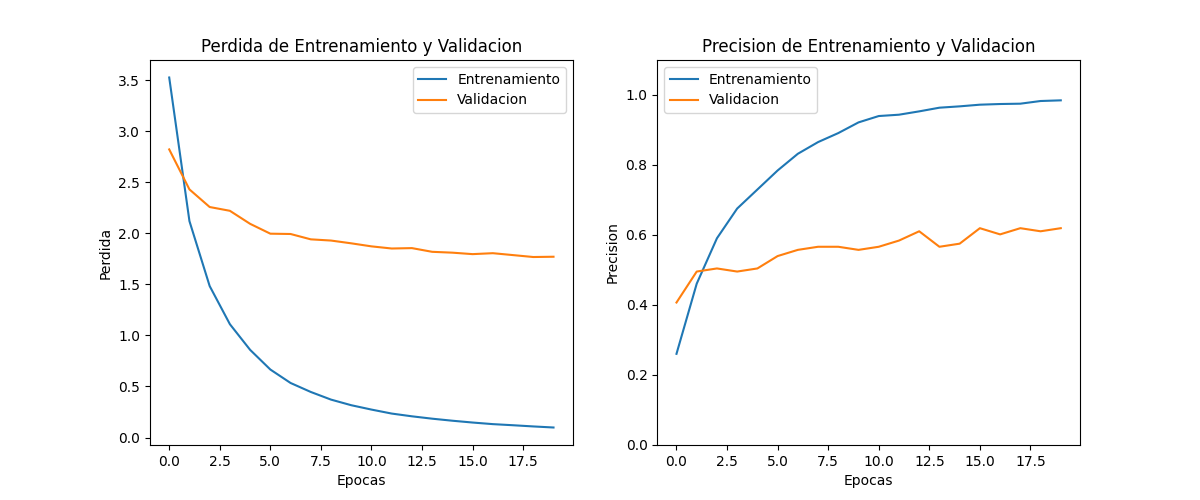 Perdida de Entrenamiento y Validacion
Entrenamiento
Validacion
3.5
3.0
2.5
2.0
1.5
1.0
0.5
0.0
Perdida
0.0 2.5 5.0 7.5 10.0 12.5 15.0 17.5
Epocas
Precision de Entrenamiento y Validacion
Entrenamiento
Validacion
1.0
0.8
0.6
0.4
0.2
0.0
Precision
0.0 2.5 5.0 7.5 10.0 12.5 15.0 17.5
Epocas